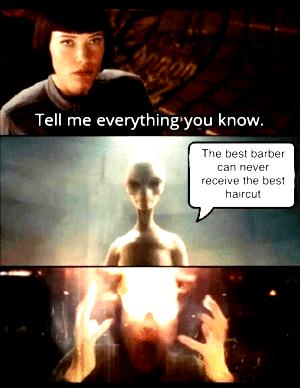 Tell me everything you know.
The best barber
can never
receive the best
haircut